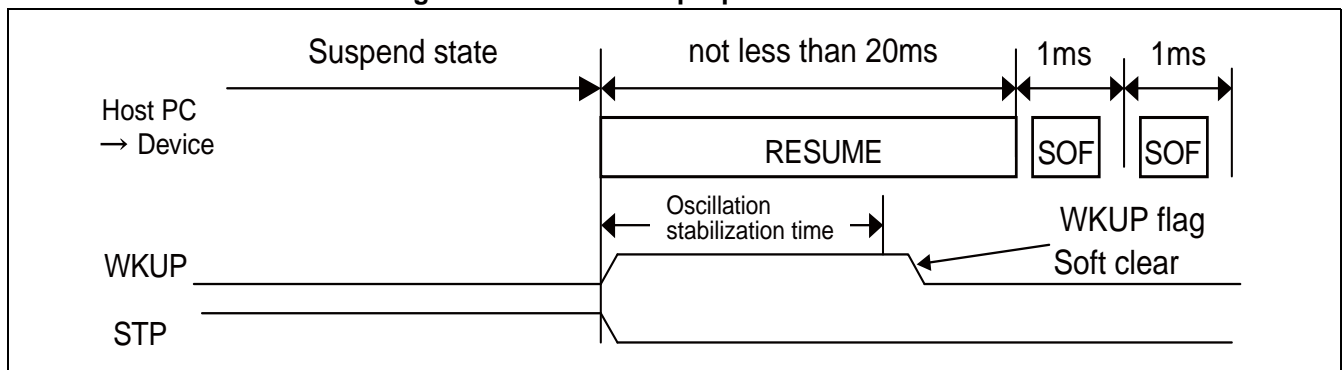 Suspend state
not less than 20ms
1ms
1ms
Host PC
→ Device
RESUME
SOF
SOF
Oscillation
stabilization time
WKUP flag
Soft clear
WKUP
STP